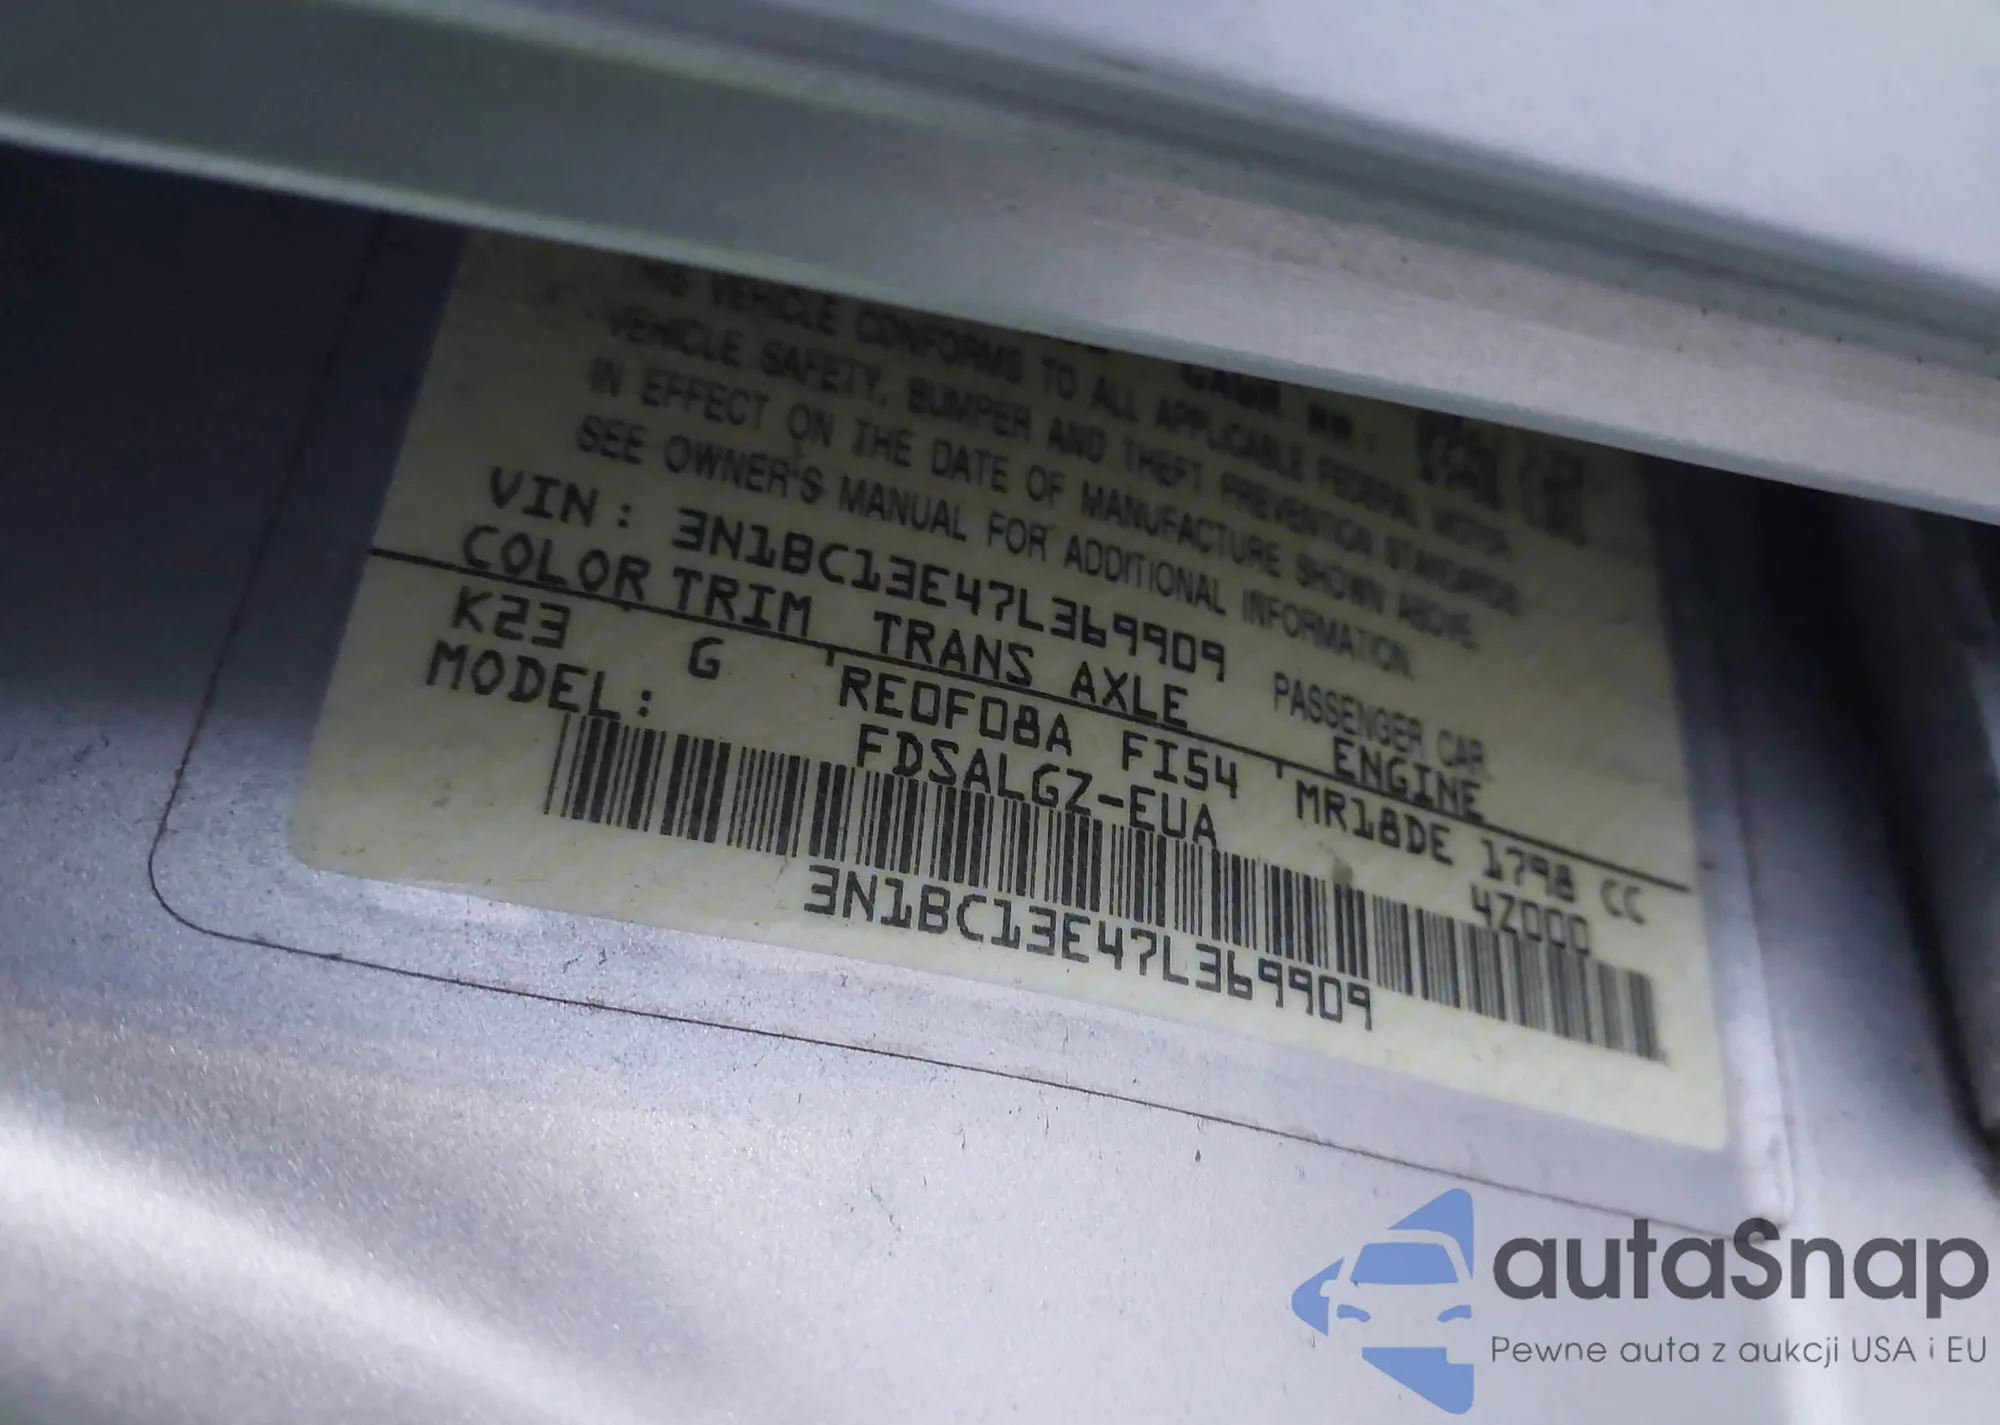 THIS VEHICLE CONFORMS TO ALL APPLICABLE FEDERAL MOTOR
VEHICLE SAFETY, BUMPER AND THEFT PREVENTION STANDARDS
IN EFFECT ON THE DATE OF MANUFACTURE SHOWN ABOVE.
SEE OWNER'S MANUAL FOR ADDITIONAL INFORMATION.
VIN: 3N1BC13E47L369909 PASSENGER CAR
COLOR TRIM TRANS AXLE ENGINE
K23 G RE0F08A FI54 MR18DE 1798 CC
MODEL: FDSALGZ-EUA 4Z000
3N1BC13E47L369909
autaSnap
Pewne auta z aukcji USA i EU